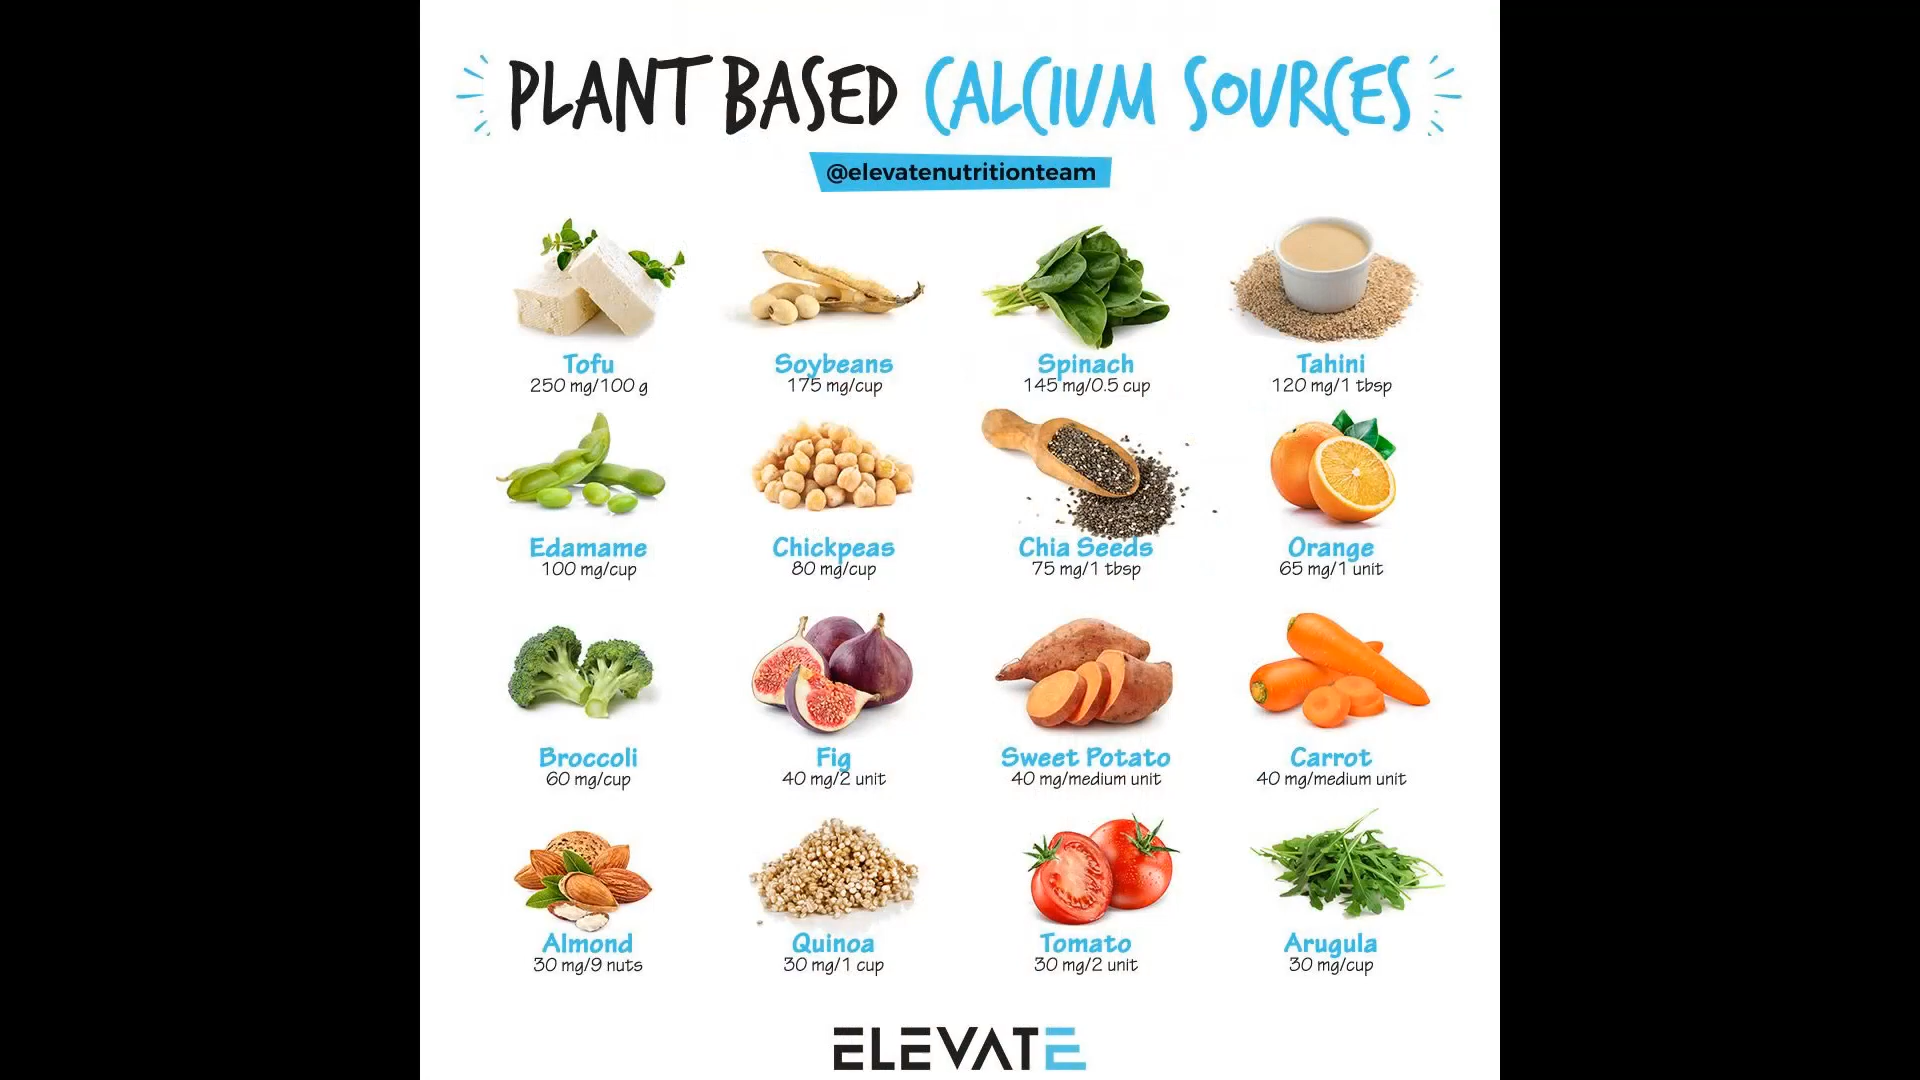 PLANT BASED CALCIUM SOURCES
@elevatenutritionteam
Tofu
250 mg/100 g
Soybeans
175 mg/cup
Spinach
145 mg/0.5 cup
Tahini
120 mg/1 tbsp
Edamame
100 mg/cup
Chickpeas
80 mg/cup
Chia Seeds
75 mg/1 tbsp
Orange
65 mg/1 unit
Broccoli
60 mg/cup
Fig
40 mg/2 unit
Sweet Potato
40 mg/medium unit
Carrot
40 mg/medium unit
Almond
30 mg/9 nuts
Quinoa
30 mg/1 cup
Tomato
30 mg/2 unit
Arugula
30 mg/cup
ELEVATE